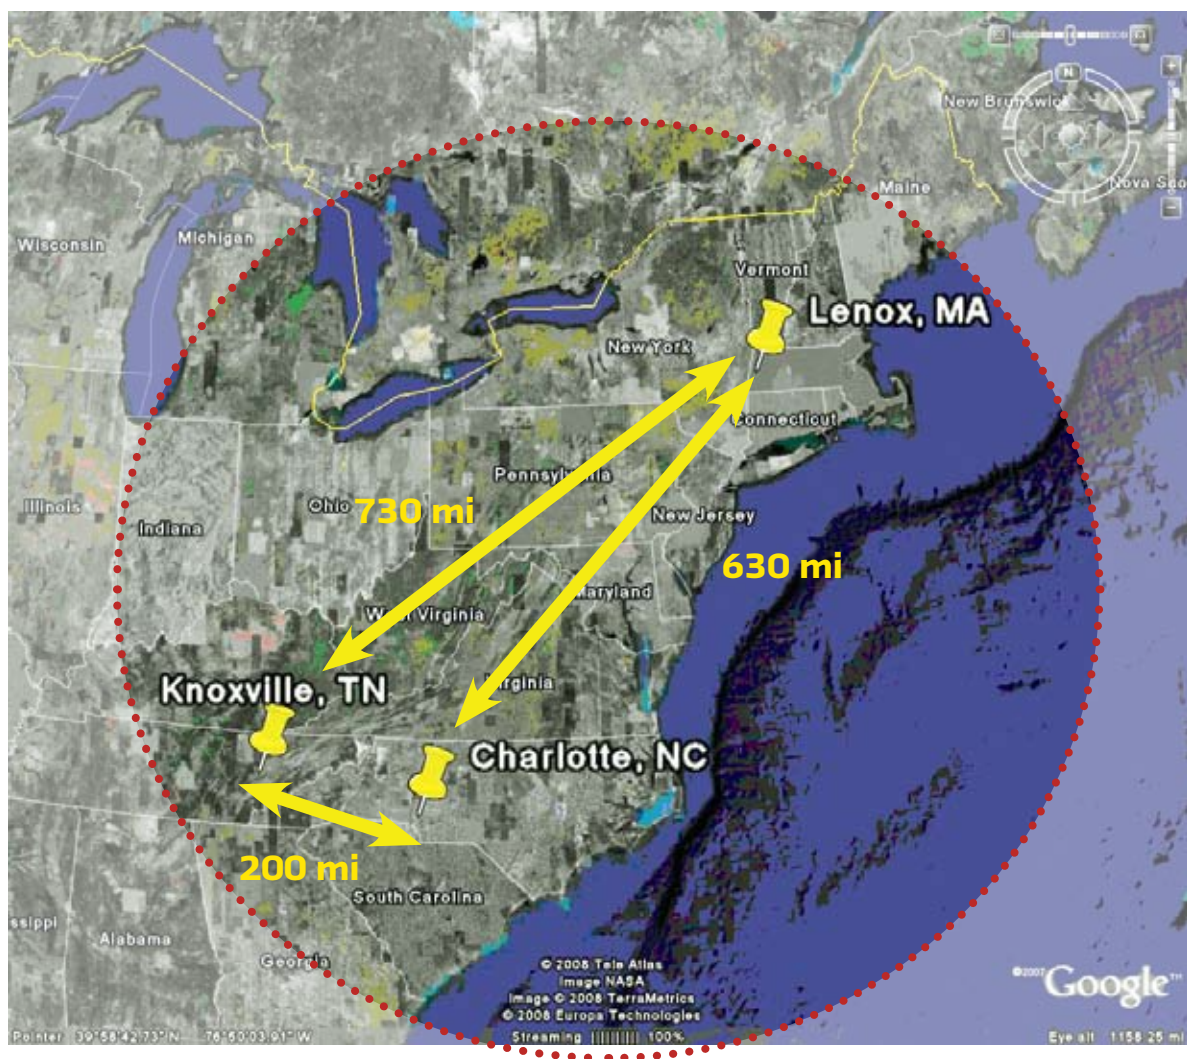 N
New Brunswick
Nova Sco
Maine
Wisconsin
Michigan
Vermont
Lenox, MA
New York
Connecticut
Pennsylvania
Illinois
Ohio
730 mi
Indiana
New Jersey
630 mi
Maryland
West Virginia
Knoxville, TN
Virginia
Charlotte, NC
200 mi
South Carolina
ssippi
Alabama
Georgia
© 2008 Tele Atlas
Image NASA
Image © 2008 TerraMetrics
© 2008 Europa Technologies
©2007 Google™
Pointer 39°58'42.73" N 76°50'03.91" W
Streaming 100%
Eye alt 1158.25 mi